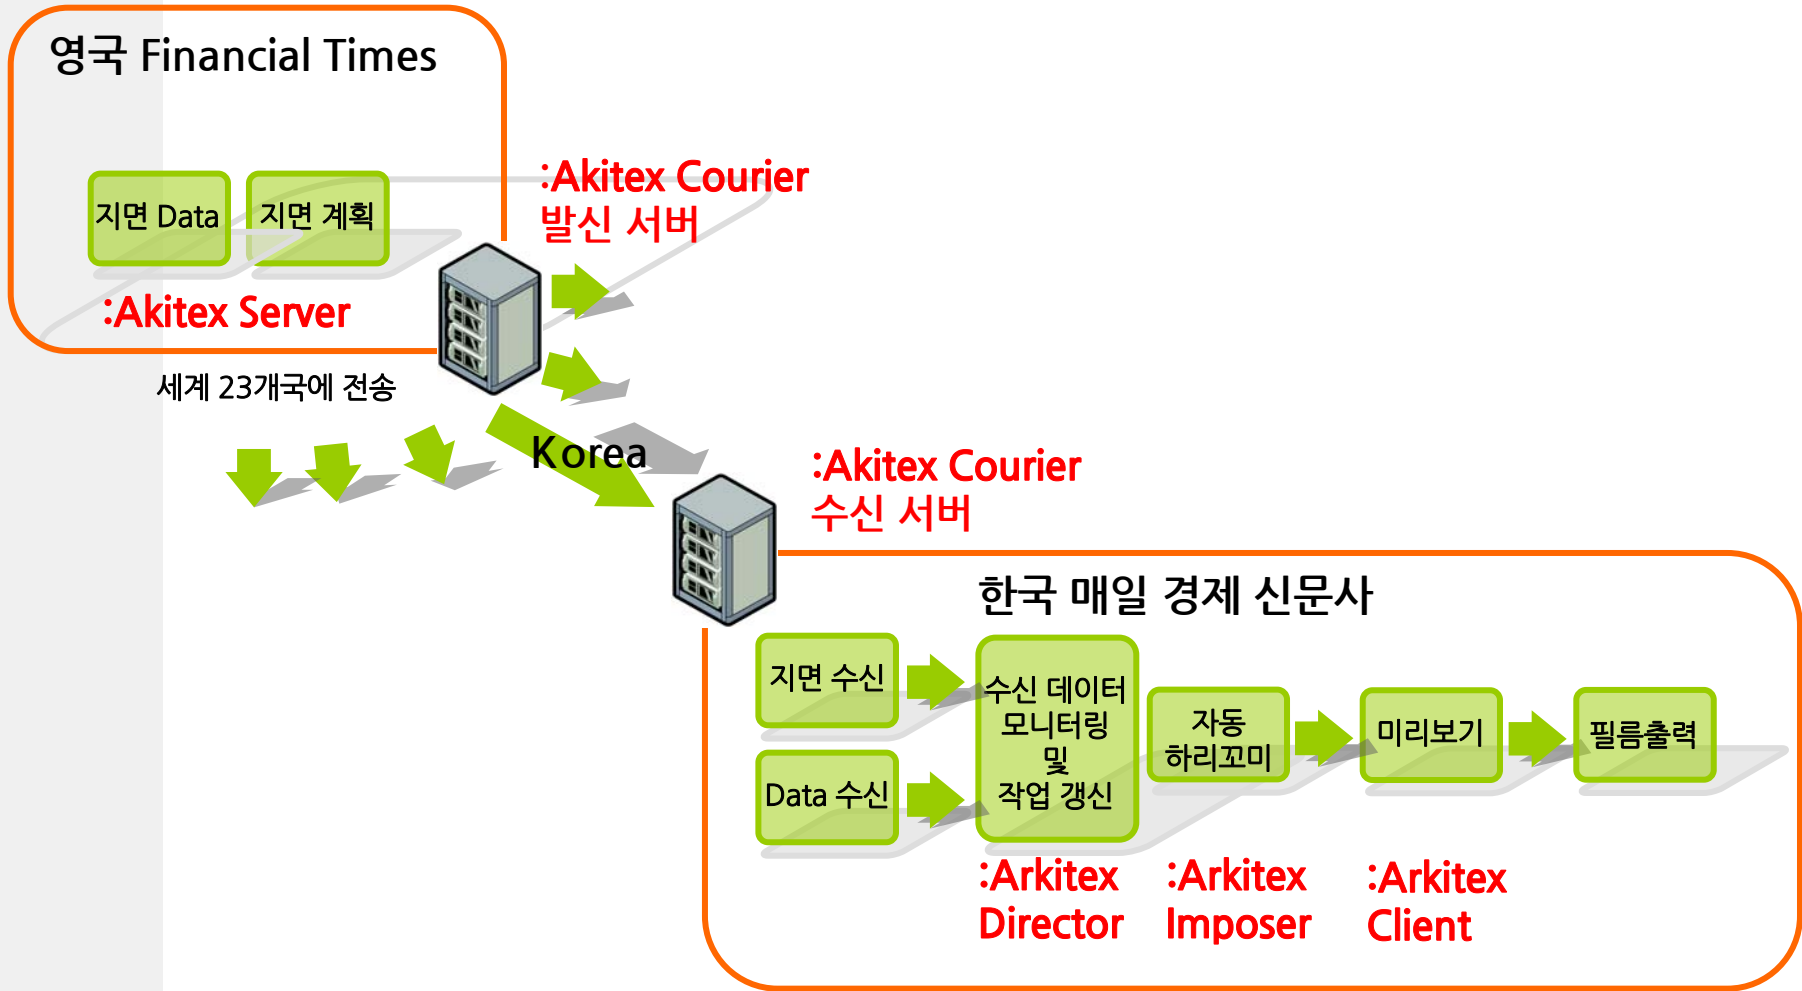 영국 Financial Times
지면 Data
지면 계획
:Akitex Server
:Akitex Courier
발신 서버
세계 23개국에 전송
Korea
:Akitex Courier
수신 서버
한국 매일 경제 신문사
지면 수신
Data 수신
수신 데이터
모니터링
및
작업 갱신
자동
하리꼬미
미리보기
필름출력
:Arkitex
Director
:Arkitex
Imposer
:Arkitex
Client